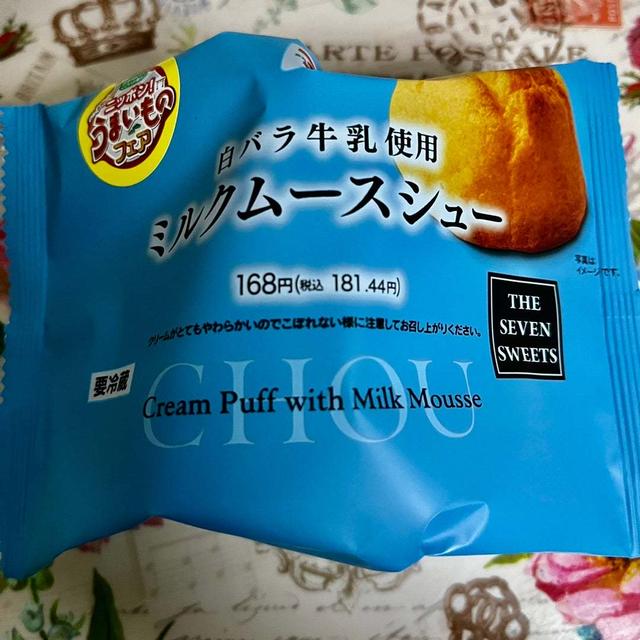 ニッポン
うまいもの
フェア
白バラ牛乳使用
ミルクムースシュー
168円(税込 181.44円)
写真は
イメージです。
THE
SEVEN
SWEETS
クリームがとてもやわらかいのでこぼれない様に注意してお召し上がりください。
要冷蔵
CHOU
Cream Puff with Milk Mousse
CARTE POSTALE